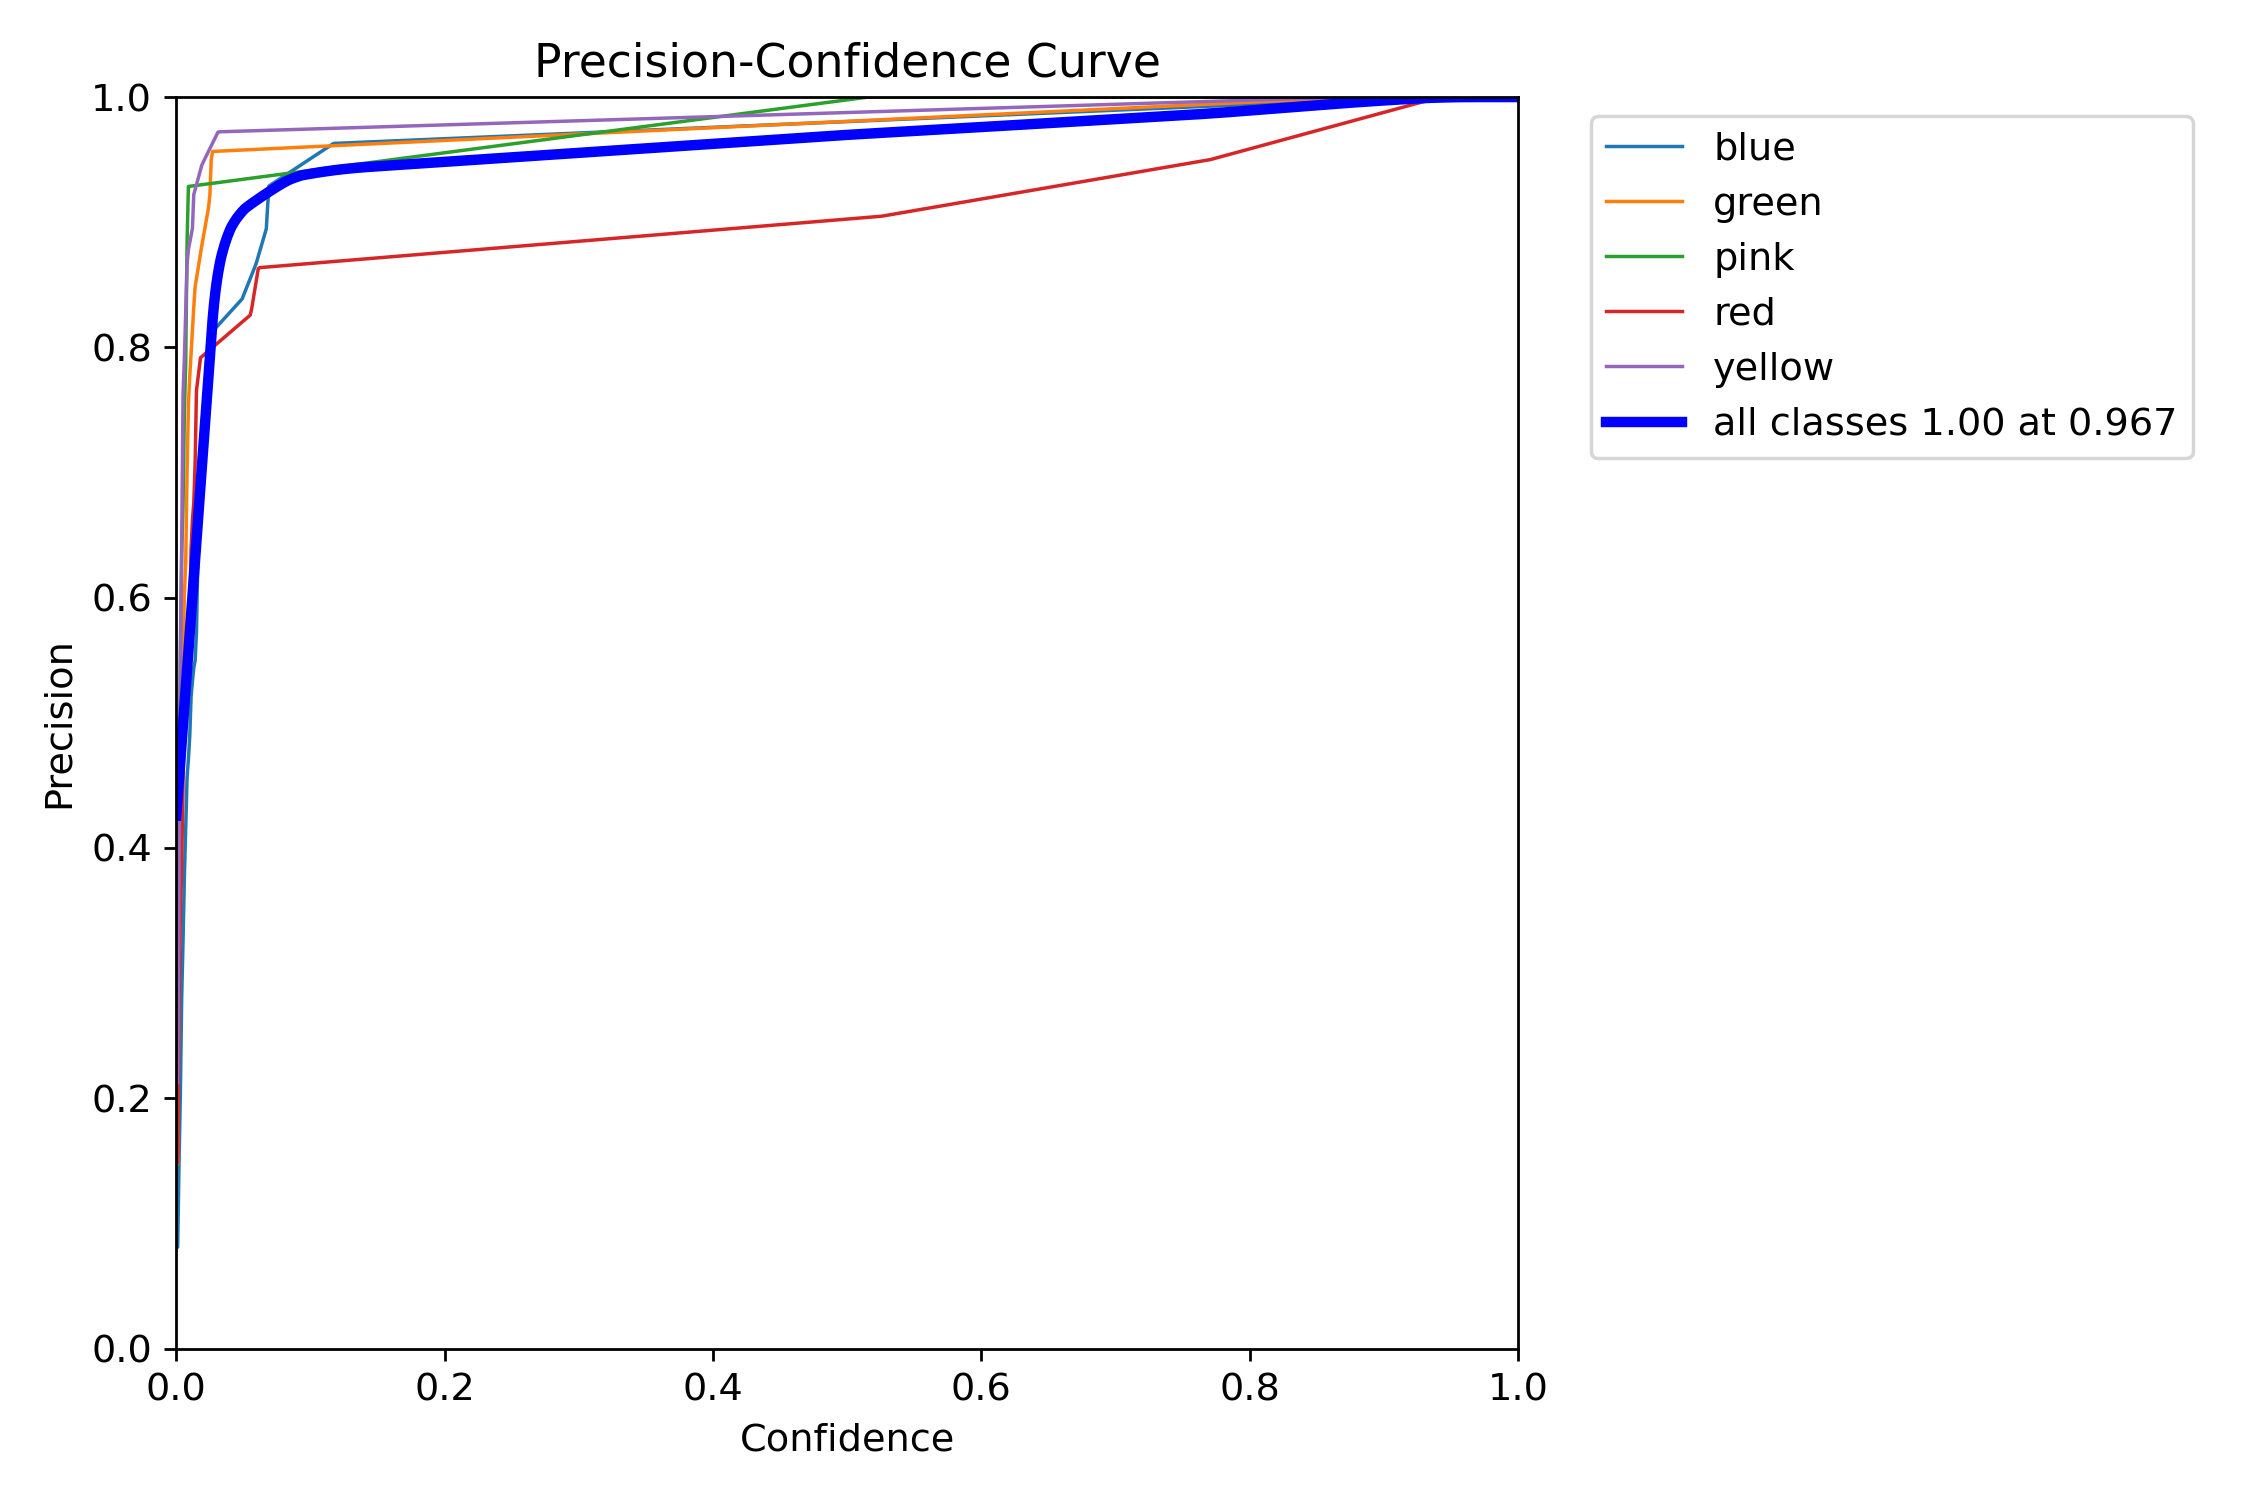 Precision-Confidence Curve
1.0
0.8
0.6
0.4
0.2
0.0
Precision
0.0 0.2 0.4 0.6 0.8 1.0
Confidence
blue
green
pink
red
yellow
all classes 1.00 at 0.967